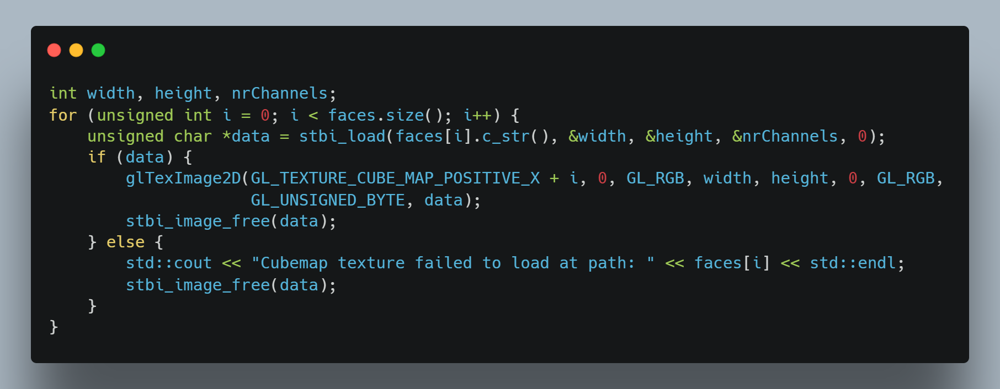 int width, height, nrChannels;
for (unsigned int i = 0; i < faces.size(); i++) {
    unsigned char *data = stbi_load(faces[i].c_str(), &width, &height, &nrChannels, 0);
    if (data) {
        glTexImage2D(GL_TEXTURE_CUBE_MAP_POSITIVE_X + i, 0, GL_RGB, width, height, 0, GL_RGB,
                     GL_UNSIGNED_BYTE, data);
        stbi_image_free(data);
    } else {
        std::cout << "Cubemap texture failed to load at path: " << faces[i] << std::endl;
        stbi_image_free(data);
    }
}